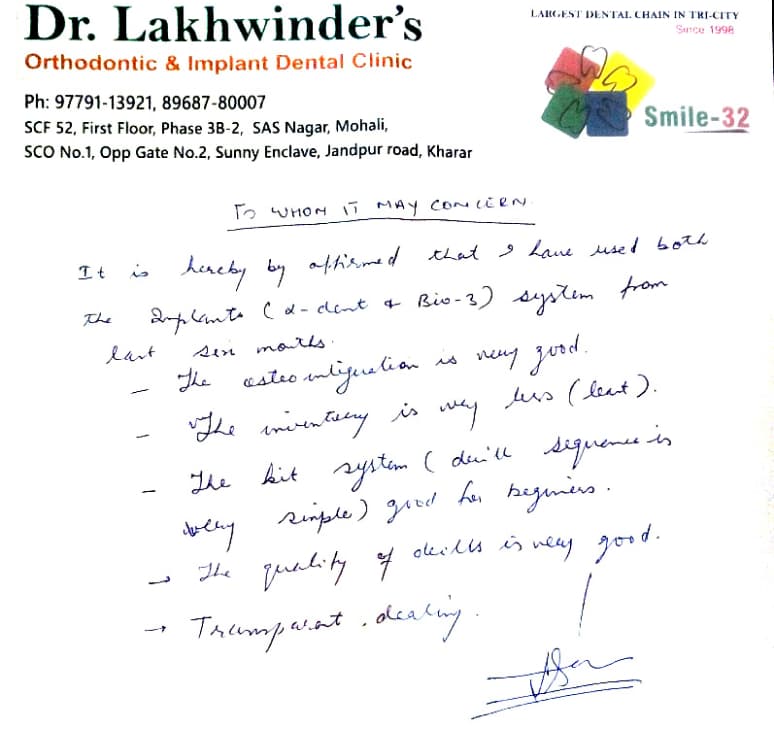 Dr. Lakhwinder's
LARGEST DENTAL CHAIN IN TRI-CITY
Since 1998
Orthodontic & Implant Dental Clinic
Ph: 97791-13921, 89687-80007
SCF 52, First Floor, Phase 3B-2, SAS Nagar, Mohali,
SCO No.1, Opp Gate No.2, Sunny Enclave, Jandpur road, Kharar
Smile-32
TO WHOM IT MAY CONCERN
It is hereby by affirmed that I have used both
the Implants (α-dent & Bio-3) system from
last six months.
– The osteointigration is very good.
– The inventory is very less (least).
– The kit system (drill sequence is
very simple) good for beginers.
→ The quality of drills is very good.
→ Transparant dealing.